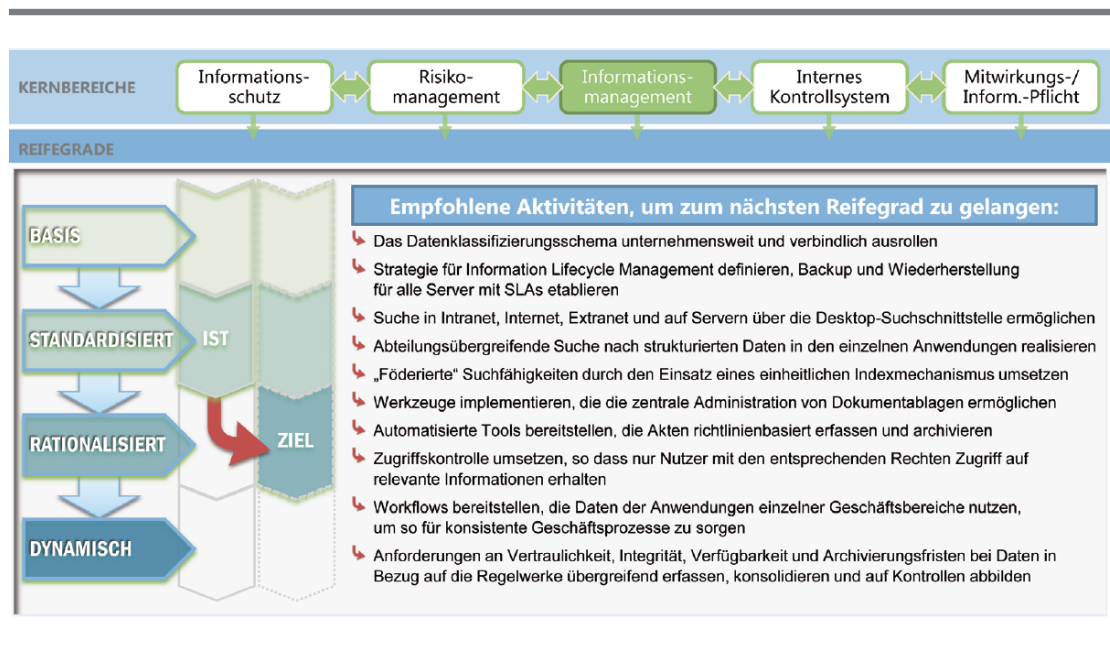 KERNBEREICHE
Informations-
schutz
Risiko-
management
Informations-
management
Internes
Kontrollsystem
Mitwirkungs-/
Inform.-Pflicht
REIFEGRADE
BASIS
STANDARDISIERT
RATIONALISIERT
DYNAMISCH
IST
ZIEL
Empfohlene Aktivitäten, um zum nächsten Reifegrad zu gelangen:
Das Datenklassifizierungsschema unternehmensweit und verbindlich ausrollen
Strategie für Information Lifecycle Management definieren, Backup und Wiederherstellung
für alle Server mit SLAs etablieren
Suche in Intranet, Internet, Extranet und auf Servern über die Desktop-Suchschnittstelle ermöglichen
Abteilungsübergreifende Suche nach strukturierten Daten in den einzelnen Anwendungen realisieren
„Föderierte“ Suchfähigkeiten durch den Einsatz eines einheitlichen Indexmechanismus umsetzen
Werkzeuge implementieren, die die zentrale Administration von Dokumentablagen ermöglichen
Automatisierte Tools bereitstellen, die Akten richtlinienbasiert erfassen und archivieren
Zugriffskontrolle umsetzen, so dass nur Nutzer mit den entsprechenden Rechten Zugriff auf
relevante Informationen erhalten
Workflows bereitstellen, die Daten der Anwendungen einzelner Geschäftsbereiche nutzen,
um so für konsistente Geschäftsprozesse zu sorgen
Anforderungen an Vertraulichkeit, Integrität, Verfügbarkeit und Archivierungsfristen bei Daten in
Bezug auf die Regelwerke übergreifend erfassen, konsolidieren und auf Kontrollen abbilden